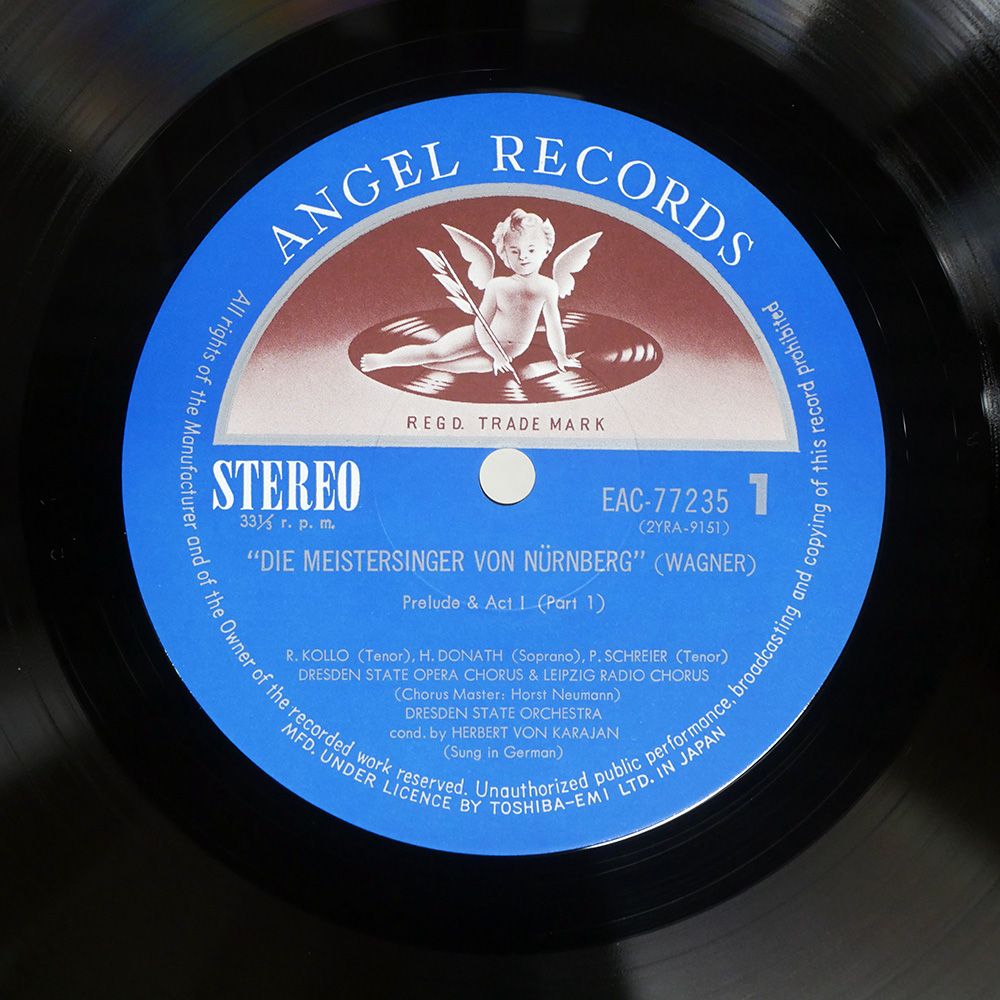 ANGEL RECORDS
REGD. TRADE MARK
STEREO
33⅓ r. p. m.
EAC-77235 1
(2YRA-9151)
"DIE MEISTERSINGER VON NÜRNBERG" (WAGNER)
Prelude & Act I (Part 1)
R. KOLLO (Tenor), H. DONATH (Soprano), P. SCHREIER (Tenor)
DRESDEN STATE OPERA CHORUS & LEIPZIG RADIO CHORUS
(Chorus Master: Horst Neumann)
DRESDEN STATE ORCHESTRA
cond. by HERBERT VON KARAJAN
(Sung in German)
All rights of the Manufacturer and of the Owner of the recorded work reserved. Unauthorized public performance, broadcasting and copying of this record prohibited
MFD. UNDER LICENCE BY TOSHIBA-EMI LTD. IN JAPAN